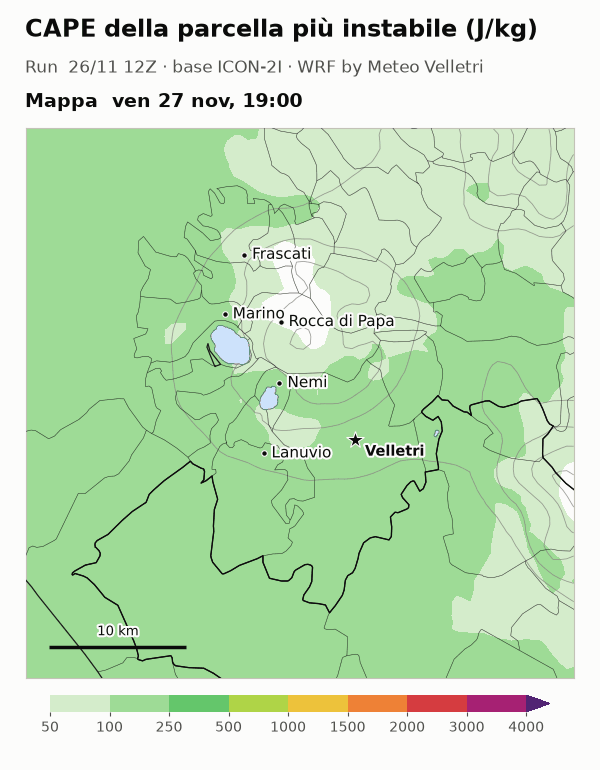 CAPE della parcella più instabile (J/kg)
Run 26/11 12Z · base ICON-2I · WRF by Meteo Velletri
Mappa ven 27 nov, 19:00
Frascati
Marino
Rocca di Papa
Nemi
Velletri
Lanuvio
10 km
50 100 250 500 1000 1500 2000 3000 4000